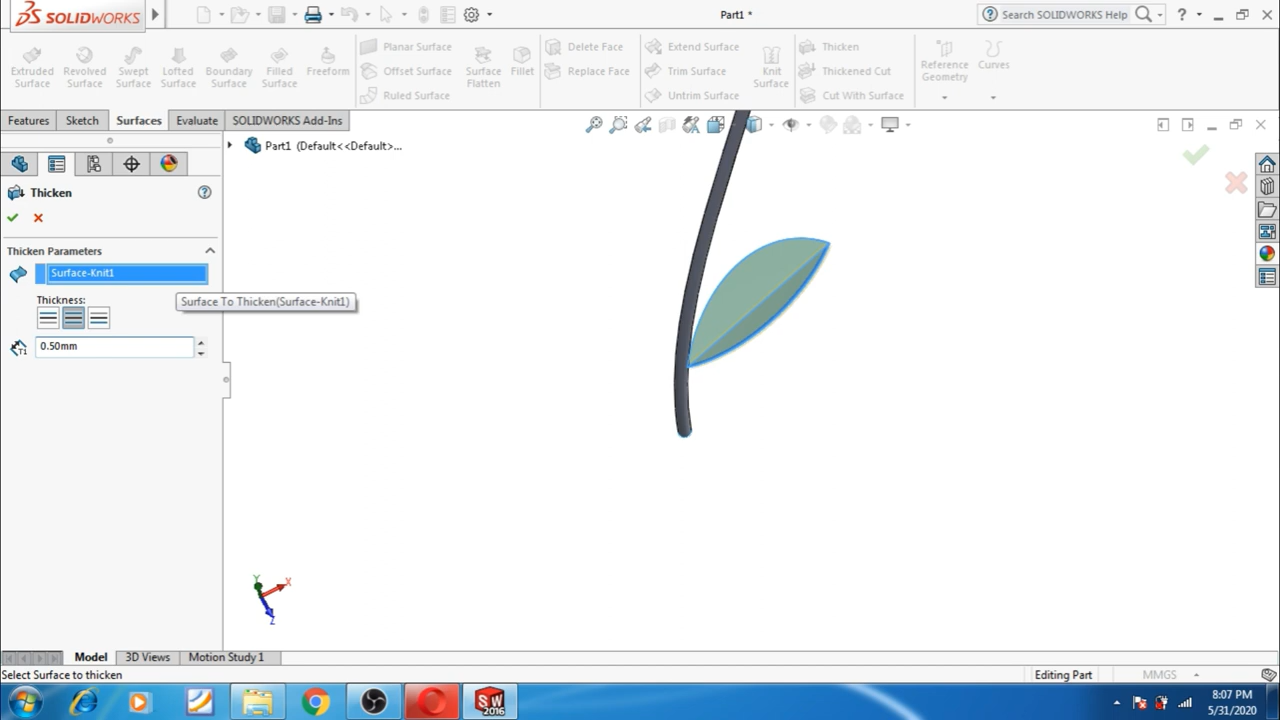 SOLIDWORKS
Part1 *
Search SOLIDWORKS Help
?
Extruded Surface
Revolved Surface
Swept Surface
Lofted Surface
Boundary Surface
Filled Surface
Freeform
Planar Surface
Offset Surface
Ruled Surface
Surface Flatten
Fillet
Delete Face
Replace Face
Extend Surface
Trim Surface
Untrim Surface
Knit Surface
Thicken
Thickened Cut
Cut With Surface
Reference Geometry
Curves
Features
Sketch
Surfaces
Evaluate
SOLIDWORKS Add-Ins
Part1 (Default<<Default>...
Thicken
?
Thicken Parameters
Surface-Knit1
Surface To Thicken(Surface-Knit1)
Thickness:
T1
0.50mm
Y
X
Z
Model
3D Views
Motion Study 1
Select Surface to thicken
Editing Part
MMGS
SW
2016
8:07 PM
5/31/2020